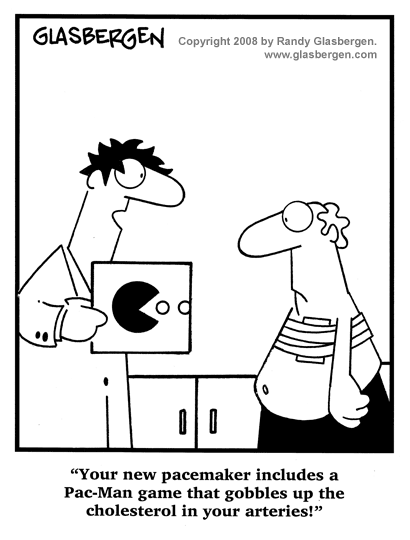 GLASBERGEN
Copyright 2008 by Randy Glasbergen.
www.glasbergen.com
“Your new pacemaker includes a
Pac-Man game that gobbles up the
cholesterol in your arteries!”